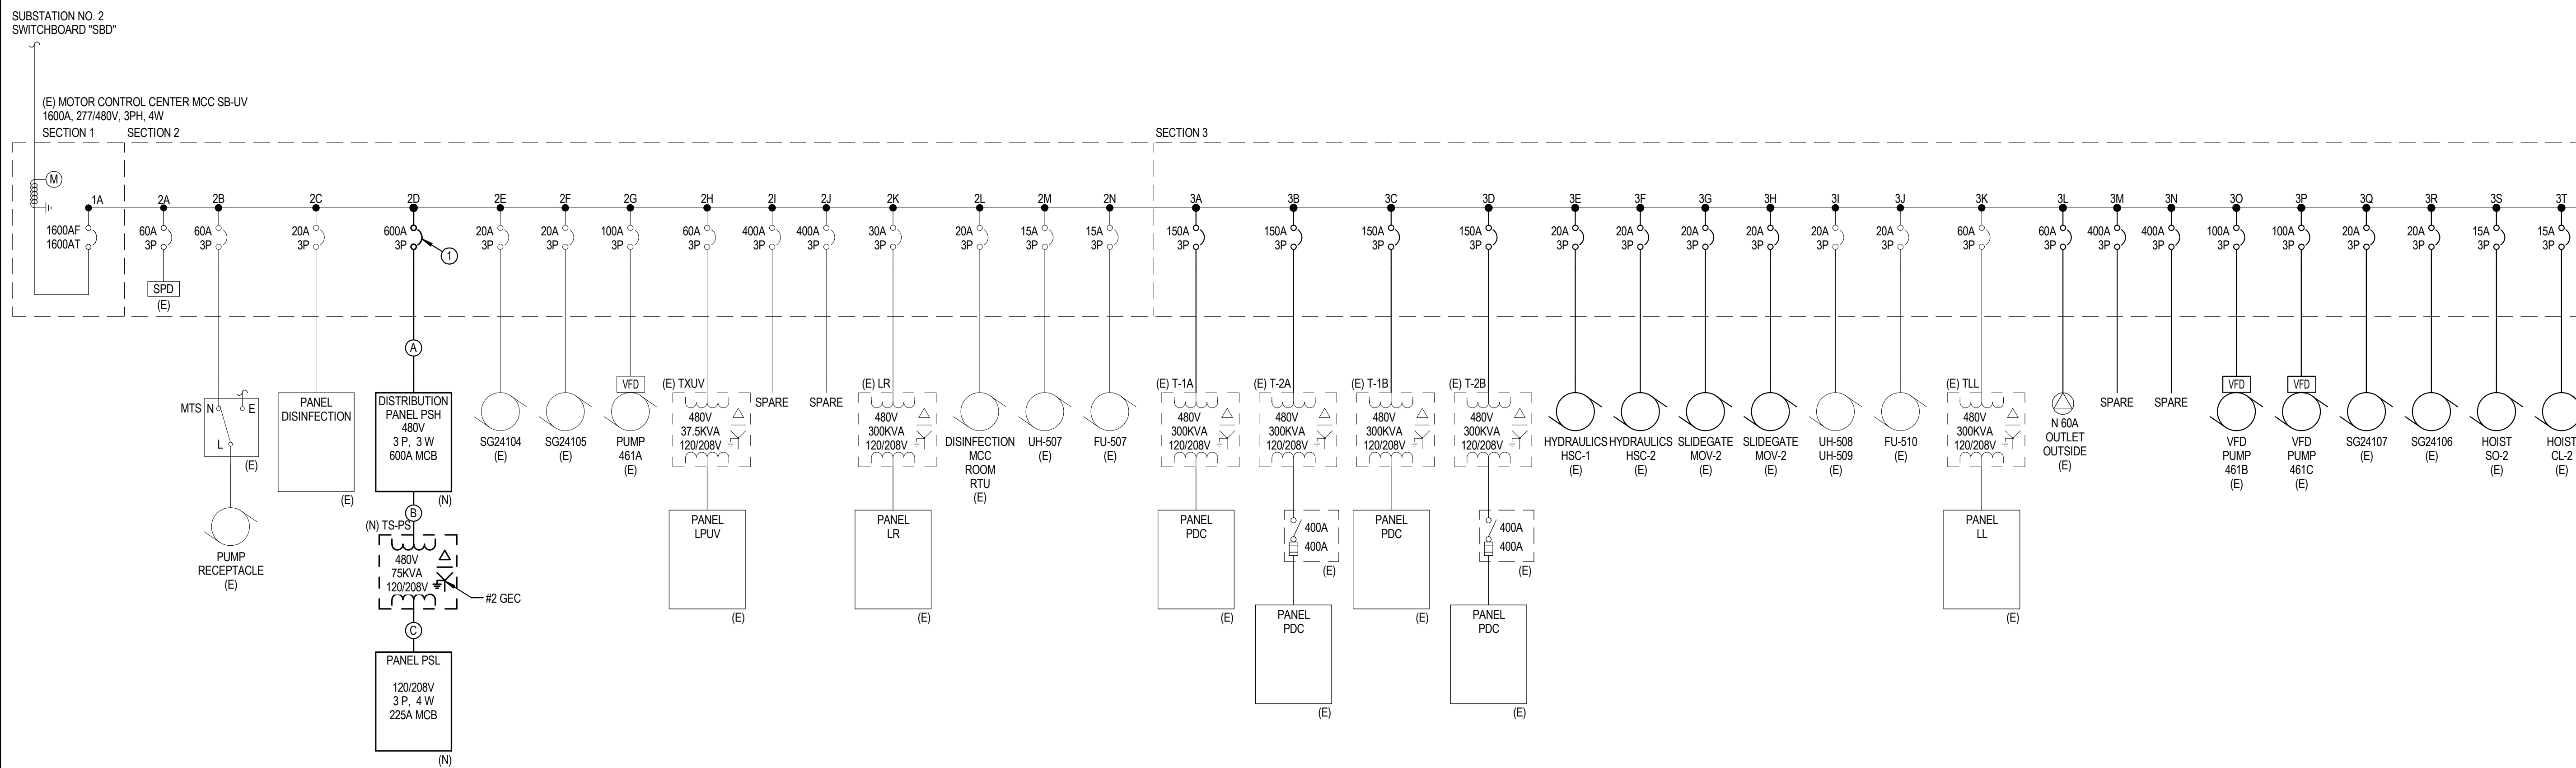 SUBSTATION NO. 2
SWITCHBOARD "SBD"
(E) MOTOR CONTROL CENTER MCC SB-UV
1600A, 277/480V, 3PH, 4W
SECTION 1
SECTION 2
SECTION 3
M
1A
1600AF
1600AT
2A
60A
3P
SPD
(E)
2B
60A
3P
MTS
N
E
L
(E)
PUMP
RECEPTACLE
(E)
2C
20A
3P
PANEL
DISINFECTION
(E)
2D
600A
3P
1
A
DISTRIBUTION
PANEL PSH
480V
3 P, 3 W
600A MCB
(N)
B
(N) TS-PS
480V
75KVA
120/208V
#2 GEC
C
PANEL PSL
120/208V
3 P, 4 W
225A MCB
(N)
2E
20A
3P
SG24104
(E)
2F
20A
3P
SG24105
(E)
2G
100A
3P
VFD
PUMP
461A
(E)
2H
60A
3P
(E) TXUV
480V
37.5KVA
120/208V
PANEL
LPUV
(E)
2I
400A
3P
SPARE
2J
400A
3P
SPARE
2K
30A
3P
(E) LR
480V
300KVA
120/208V
PANEL
LR
(E)
2L
20A
3P
DISINFECTION
MCC
ROOM
RTU
(E)
2M
15A
3P
UH-507
(E)
2N
15A
3P
FU-507
(E)
3A
150A
3P
(E) T-1A
480V
300KVA
120/208V
PANEL
PDC
(E)
3B
150A
3P
(E) T-2A
480V
300KVA
120/208V
400A
400A
(E)
PANEL
PDC
(E)
3C
150A
3P
(E) T-1B
480V
300KVA
120/208V
PANEL
PDC
(E)
3D
150A
3P
(E) T-2B
480V
300KVA
120/208V
400A
400A
(E)
PANEL
PDC
(E)
3E
20A
3P
HYDRAULICS
HSC-1
(E)
3F
20A
3P
HYDRAULICS
HSC-2
(E)
3G
20A
3P
SLIDEGATE
MOV-2
(E)
3H
20A
3P
SLIDEGATE
MOV-2
(E)
3I
20A
3P
UH-508
UH-509
(E)
3J
20A
3P
FU-510
(E)
3K
60A
3P
(E) TLL
480V
300KVA
120/208V
PANEL
LL
(E)
3L
60A
3P
N 60A
OUTLET
OUTSIDE
(E)
3M
400A
3P
SPARE
3N
400A
3P
SPARE
3O
100A
3P
VFD
VFD
PUMP
461B
(E)
3P
100A
3P
VFD
VFD
PUMP
461C
(E)
3Q
20A
3P
SG24107
(E)
3R
20A
3P
SG24106
(E)
3S
15A
3P
HOIST
SO-2
(E)
3T
15A
3P
HOIST
CL-2
(E)